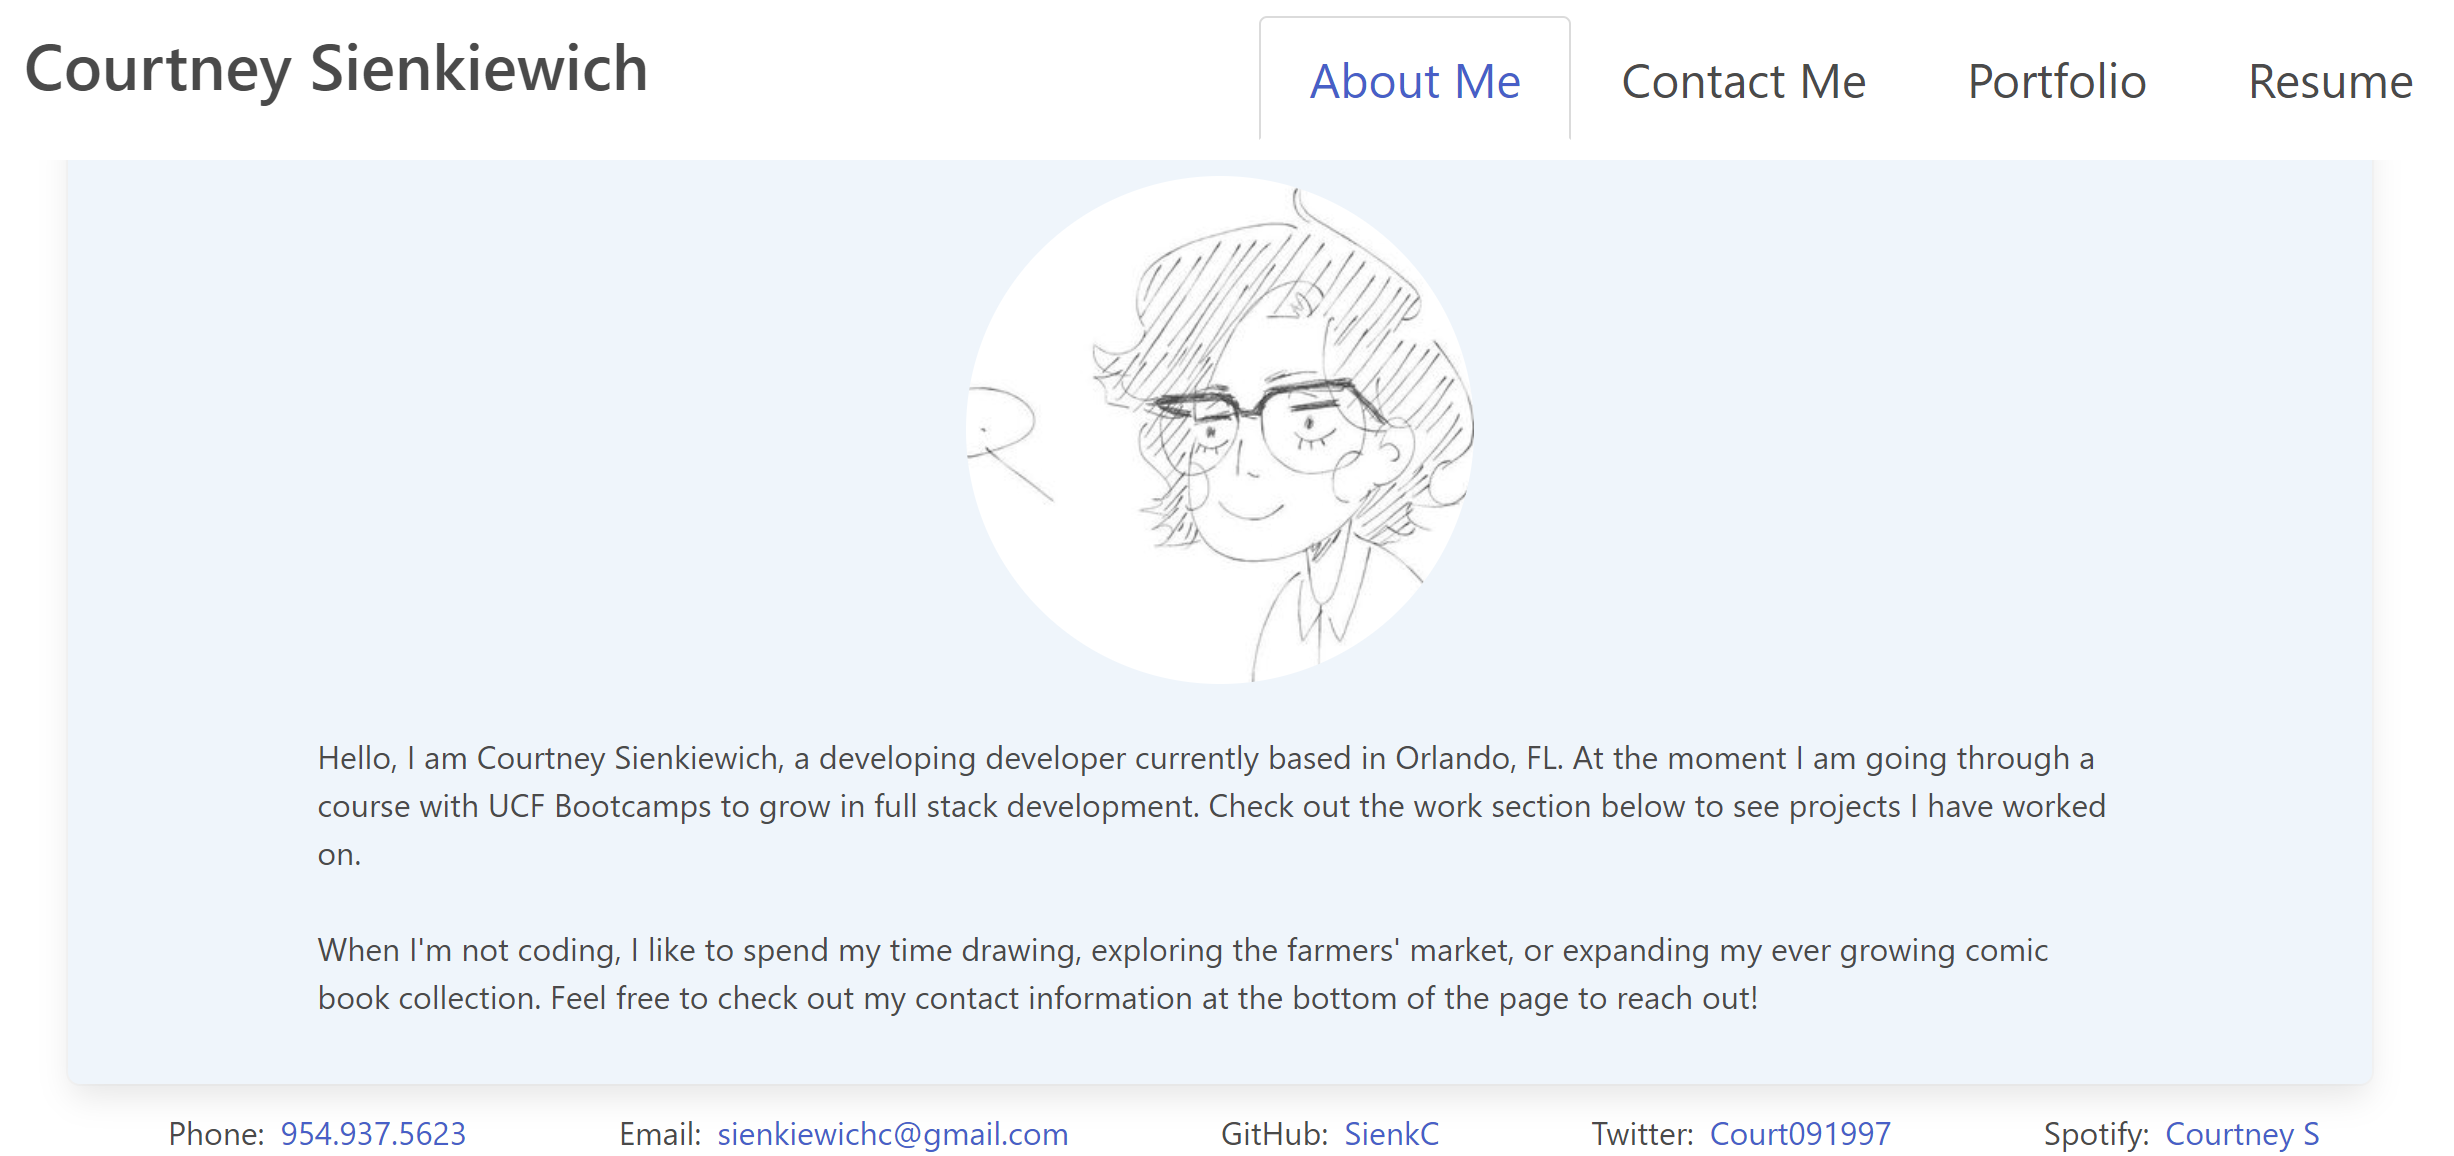 Courtney Sienkiewich
About Me
Contact Me
Portfolio
Resume
Hello, I am Courtney Sienkiewich, a developing developer currently based in Orlando, FL. At the moment I am going through a
course with UCF Bootcamps to grow in full stack development. Check out the work section below to see projects I have worked
on.
When I'm not coding, I like to spend my time drawing, exploring the farmers' market, or expanding my ever growing comic
book collection. Feel free to check out my contact information at the bottom of the page to reach out!
Phone: 954.937.5623
Email: sienkiewichc@gmail.com
GitHub: SienkC
Twitter: Court091997
Spotify: Courtney S